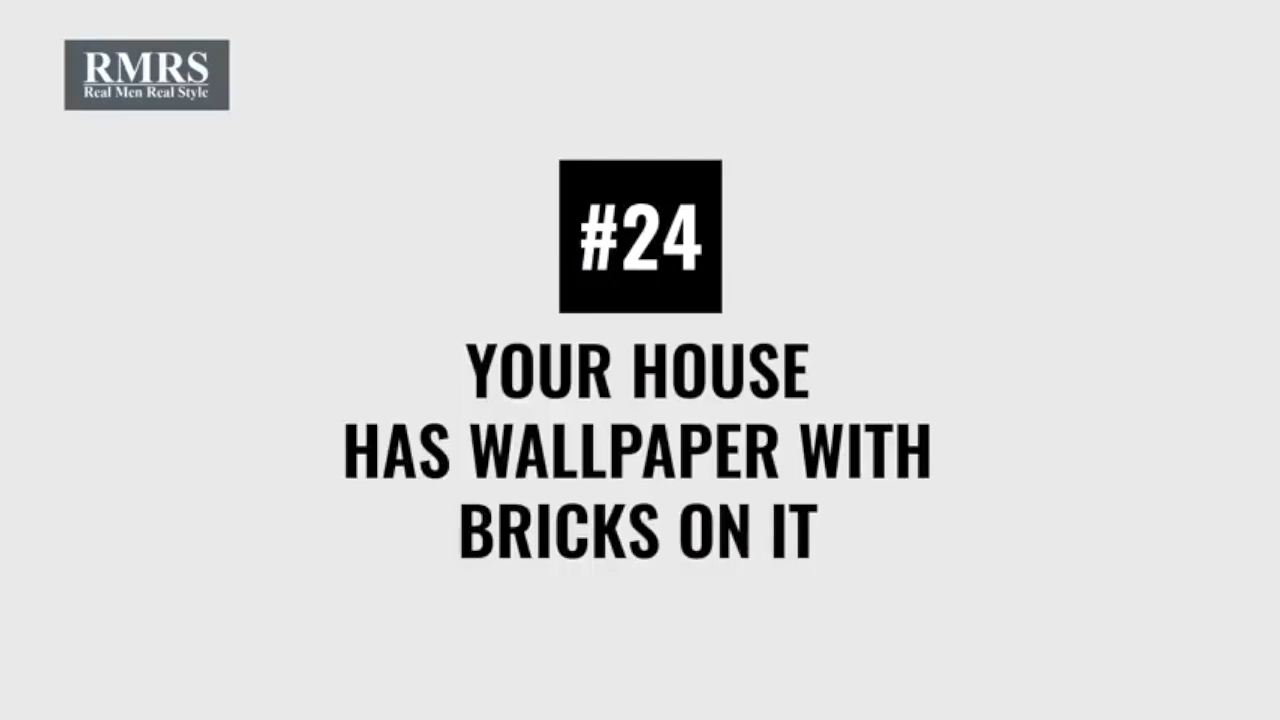 RMRS
Real Men Real Style
#24
YOUR HOUSE
HAS WALLPAPER WITH
BRICKS ON IT